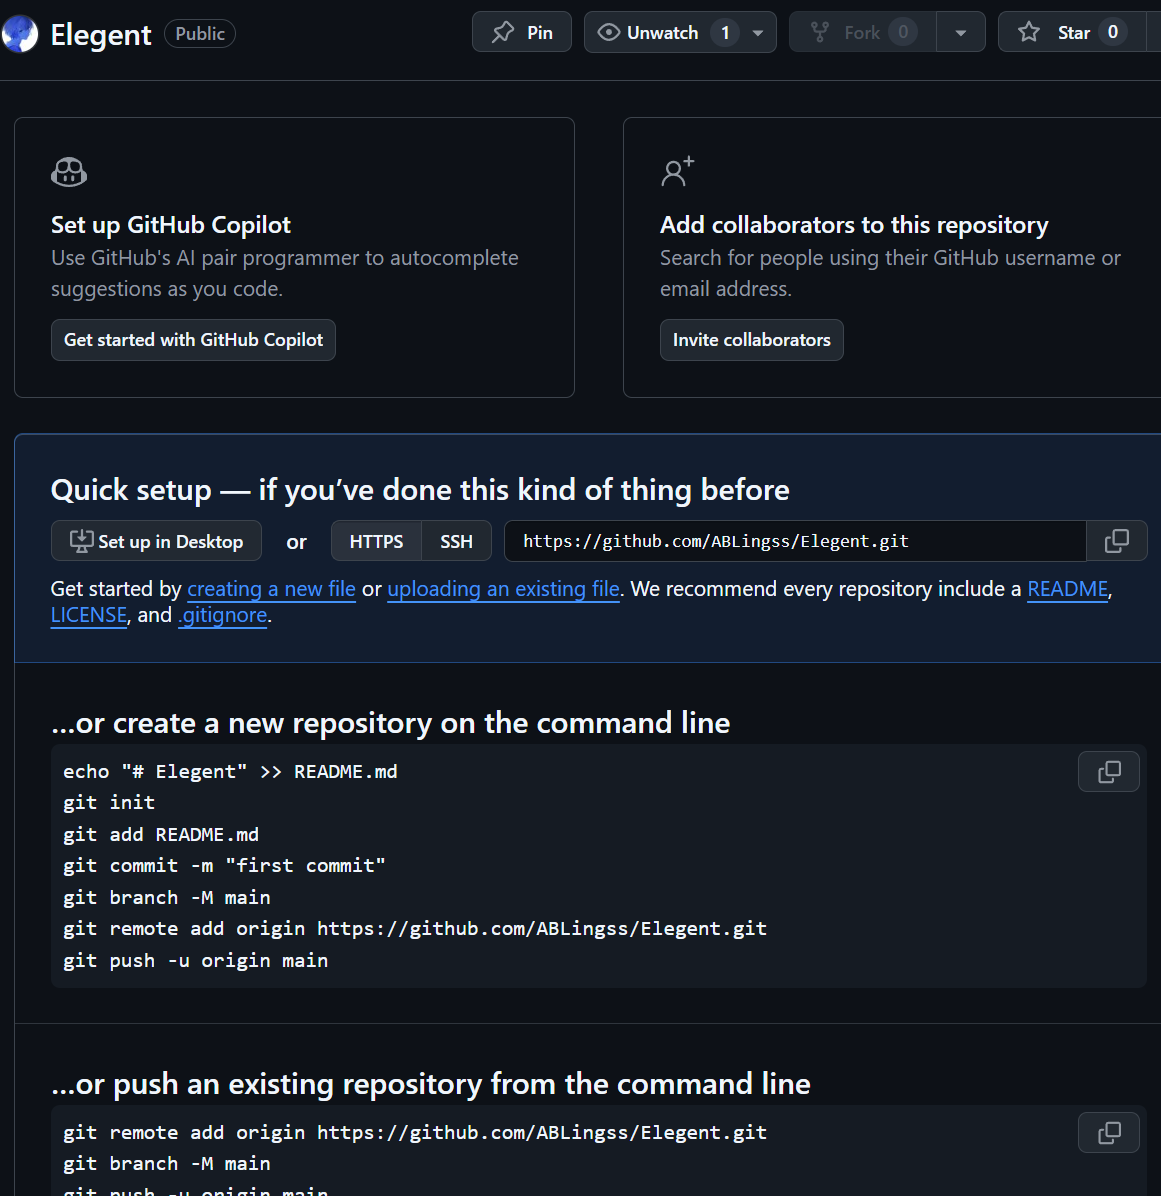 Elegent Public Pin Unwatch 1 Fork 0 Star 0
Set up GitHub Copilot
Use GitHub's AI pair programmer to autocomplete
suggestions as you code.
Get started with GitHub Copilot
Add collaborators to this repository
Search for people using their GitHub username or
email address.
Invite collaborators
Quick setup — if you’ve done this kind of thing before
Set up in Desktop or HTTPS SSH https://github.com/ABLingss/Elegent.git
Get started by creating a new file or uploading an existing file. We recommend every repository include a README,
LICENSE, and .gitignore.
…or create a new repository on the command line
echo "# Elegent" >> README.md
git init
git add README.md
git commit -m "first commit"
git branch -M main
git remote add origin https://github.com/ABLingss/Elegent.git
git push -u origin main
…or push an existing repository from the command line
git remote add origin https://github.com/ABLingss/Elegent.git
git branch -M main
git push -u origin main